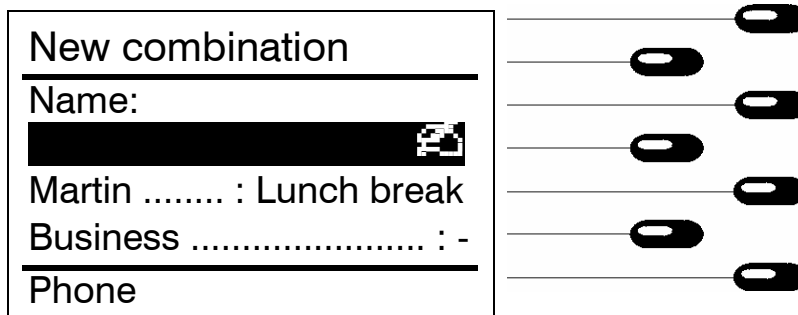 New combination
Name:
Martin ........ : Lunch break
Business ....................... : -
Phone